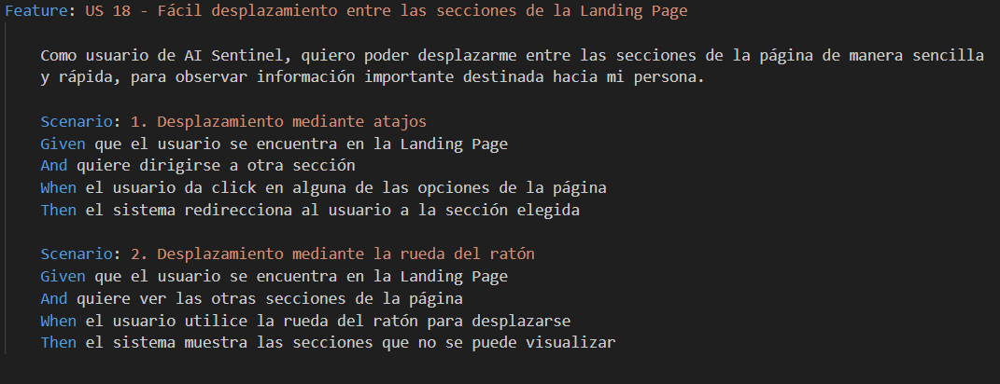 Feature: US 18 - Fácil desplazamiento entre las secciones de la Landing Page
Como usuario de AI Sentinel, quiero poder desplazarme entre las secciones de la página de manera sencilla
y rápida, para observar información importante destinada hacia mi persona.
Scenario: 1. Desplazamiento mediante atajos
Given que el usuario se encuentra en la Landing Page
And quiere dirigirse a otra sección
When el usuario da click en alguna de las opciones de la página
Then el sistema redirecciona al usuario a la sección elegida
Scenario: 2. Desplazamiento mediante la rueda del ratón
Given que el usuario se encuentra en la Landing Page
And quiere ver las otras secciones de la página
When el usuario utilice la rueda del ratón para desplazarse
Then el sistema muestra las secciones que no se puede visualizar